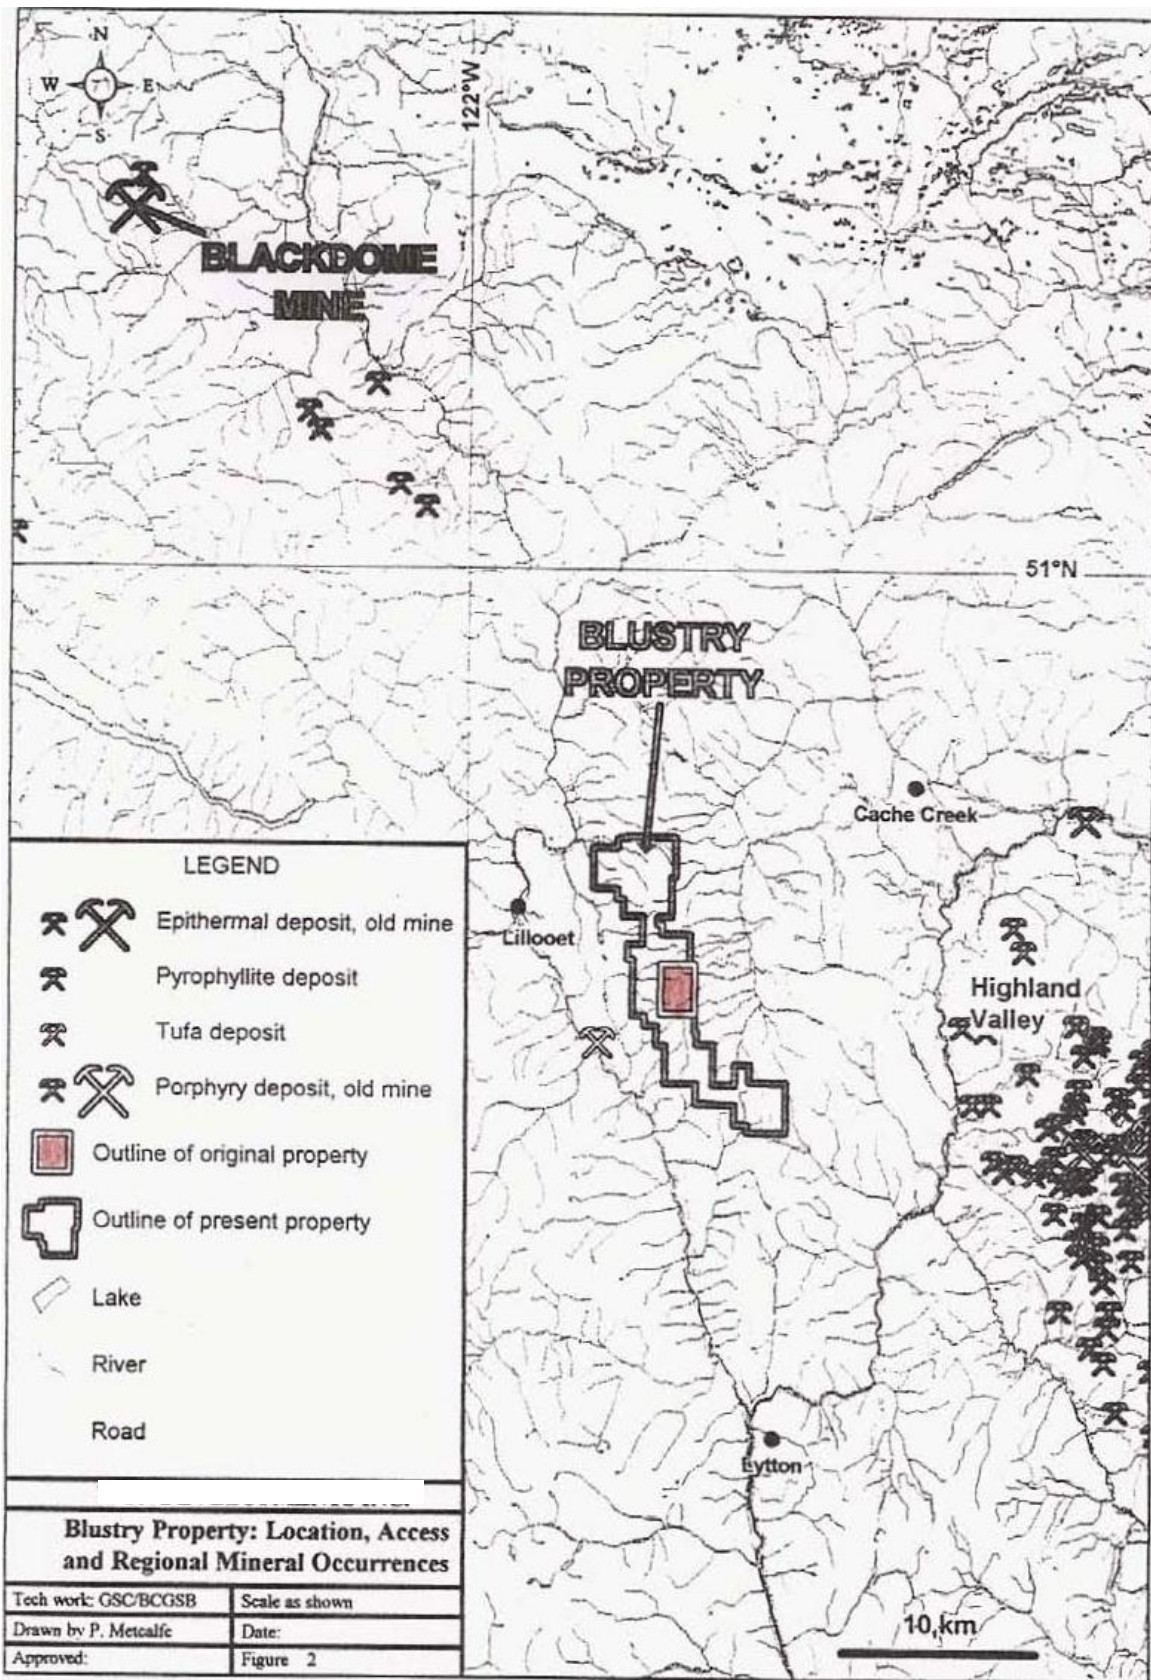 N
W
E
S
122°W
BLACKDOME
MINE
51°N
BLUSTRY
PROPERTY
Cache Creek
Lillooet
Highland
Valley
LEGEND
Epithermal deposit, old mine
Pyrophyllite deposit
Tufa deposit
Porphyry deposit, old mine
Outline of original property
Outline of present property
Lake
River
Road
Lytton
Blustry Property: Location, Access
and Regional Mineral Occurrences
Tech work: GSC/BCGSB
Scale as shown
Drawn by P. Metcalfe
Date:
Approved:
Figure 2
10 km